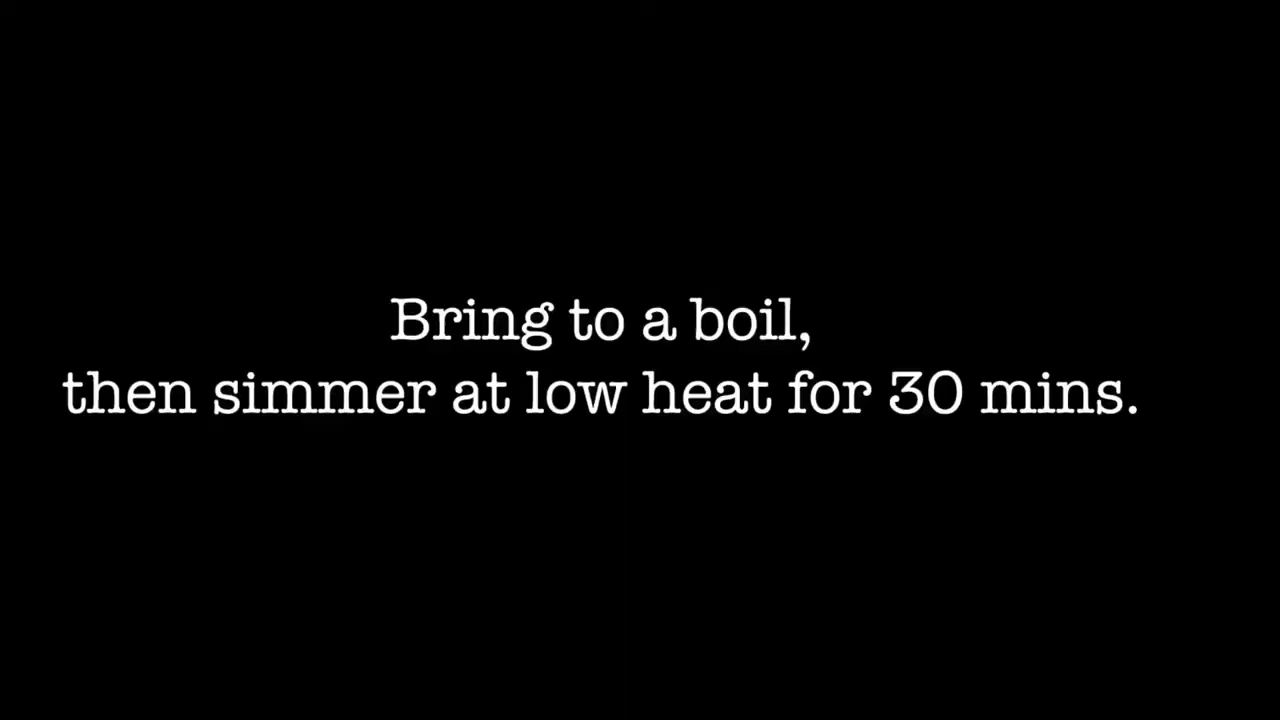 Bring to a boil,
then simmer at low heat for 30 mins.